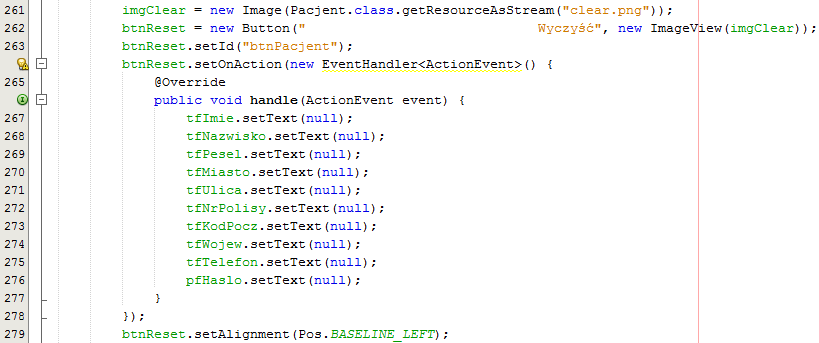 261 imgClear = new Image(Pacjent.class.getResourceAsStream("clear.png"));
262 btnReset = new Button("                              Wyczyść", new ImageView(imgClear));
263 btnReset.setId("btnPacjent");
btnReset.setOnAction(new EventHandler<ActionEvent>() {
265     @Override
    public void handle(ActionEvent event) {
267         tfImie.setText(null);
268         tfNazwisko.setText(null);
269         tfPesel.setText(null);
270         tfMiasto.setText(null);
271         tfUlica.setText(null);
272         tfNrPolisy.setText(null);
273         tfKodPocz.setText(null);
274         tfWojew.setText(null);
275         tfTelefon.setText(null);
276         pfHaslo.setText(null);
277     }
278 });
279 btnReset.setAlignment(Pos.BASELINE_LEFT);